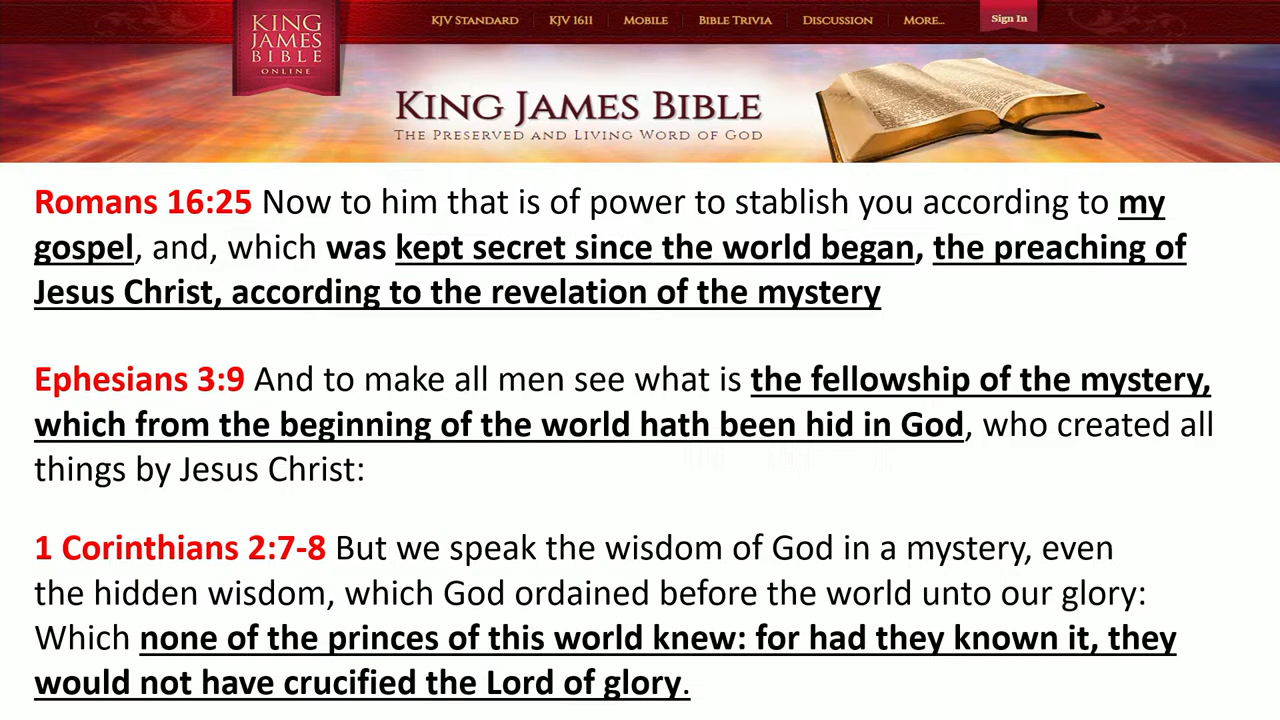 KING
JAMES
BIBLE
ONLINE
KJV STANDARD KJV 1611 MOBILE BIBLE TRIVIA DISCUSSION MORE... Sign In
KING JAMES BIBLE
THE PRESERVED AND LIVING WORD OF GOD
Romans 16:25 Now to him that is of power to stablish you according to my
gospel, and, which was kept secret since the world began, the preaching of
Jesus Christ, according to the revelation of the mystery
Ephesians 3:9 And to make all men see what is the fellowship of the mystery,
which from the beginning of the world hath been hid in God, who created all
things by Jesus Christ:
1 Corinthians 2:7-8 But we speak the wisdom of God in a mystery, even
the hidden wisdom, which God ordained before the world unto our glory:
Which none of the princes of this world knew: for had they known it, they
would not have crucified the Lord of glory.